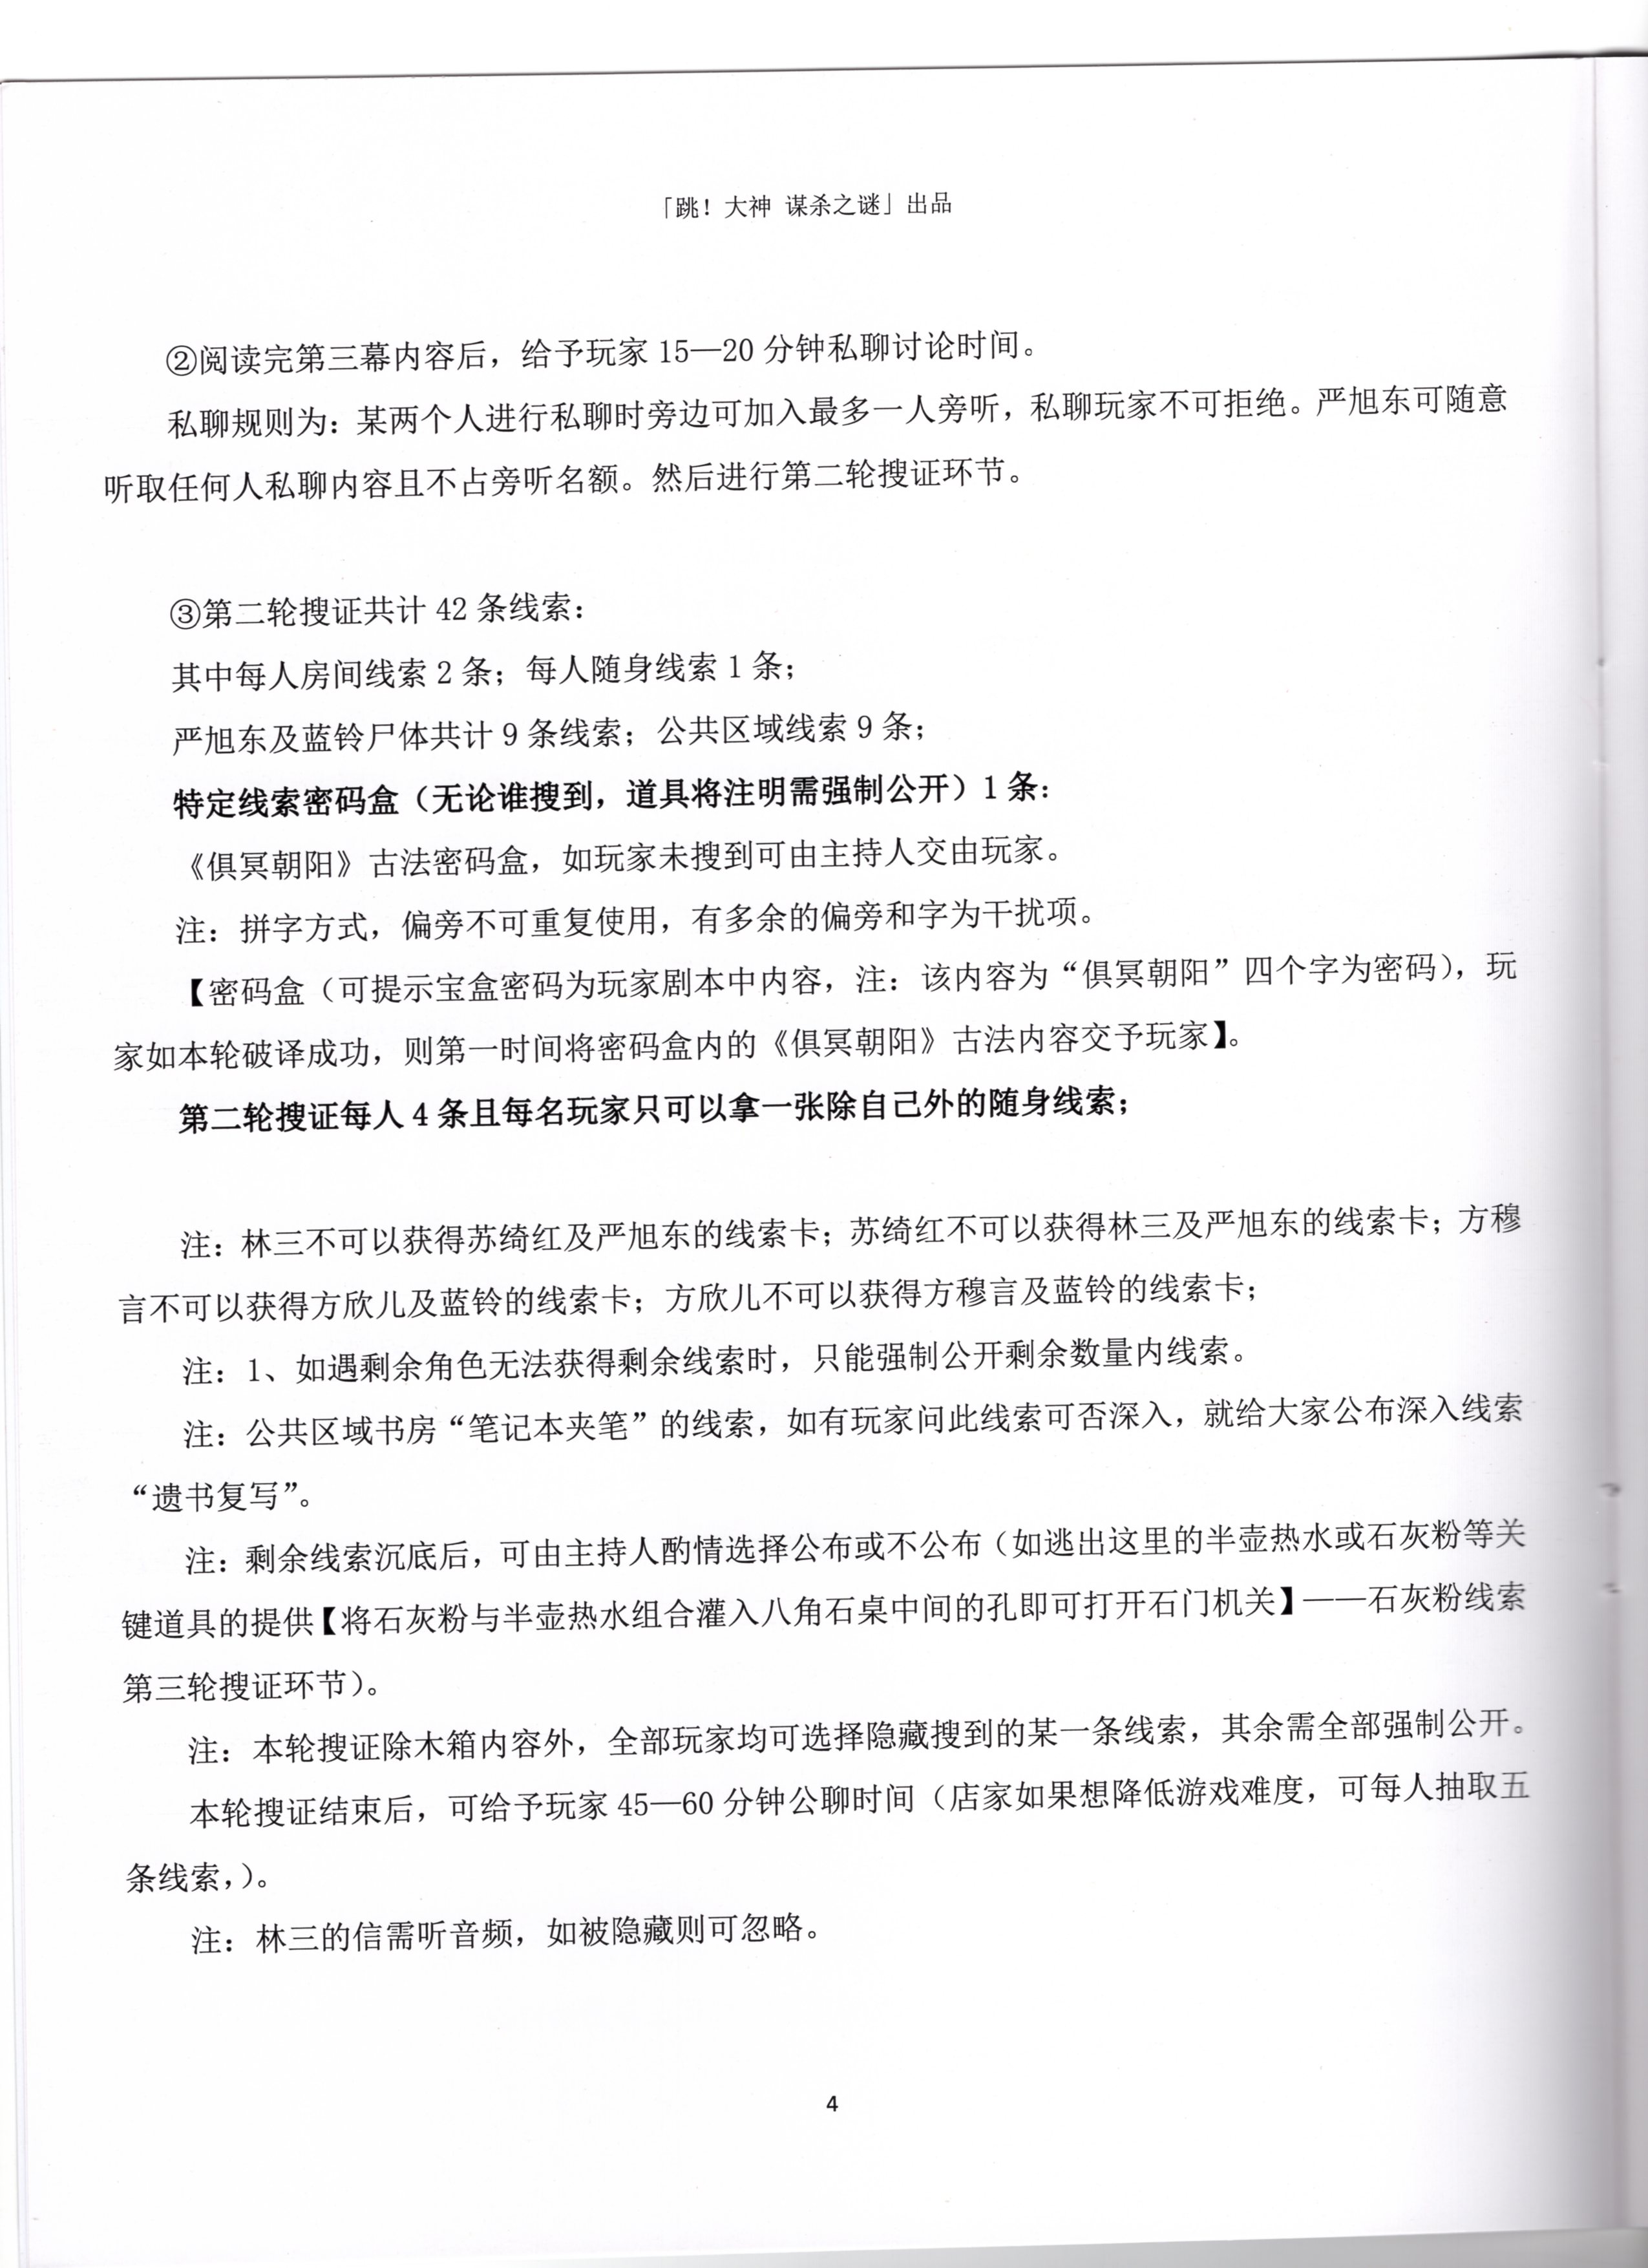 「跳！大神 谋杀之谜」出品
②阅读完第三幕内容后，给予玩家 15—20 分钟私聊讨论时间。
私聊规则为：某两个人进行私聊时旁边可加入最多一人旁听，私聊玩家不可拒绝。严旭东可随意
听取任何人私聊内容且不占旁听名额。然后进行第二轮搜证环节。
③第二轮搜证共计 42 条线索：
其中每人房间线索 2 条；每人随身线索 1 条；
严旭东及蓝铃尸体共计 9 条线索；公共区域线索 9 条；
特定线索密码盒（无论谁搜到，道具将注明需强制公开）1 条：
《俱冥朝阳》古法密码盒，如玩家未搜到可由主持人交由玩家。
注：拼字方式，偏旁不可重复使用，有多余的偏旁和字为干扰项。
【密码盒（可提示宝盒密码为玩家剧本中内容，注：该内容为“俱冥朝阳”四个字为密码），玩
家如本轮破译成功，则第一时间将密码盒内的《俱冥朝阳》古法内容交予玩家】。
第二轮搜证每人 4 条且每名玩家只可以拿一张除自己外的随身线索；
注：林三不可以获得苏绮红及严旭东的线索卡；苏绮红不可以获得林三及严旭东的线索卡；方穆
言不可以获得方欣儿及蓝铃的线索卡；方欣儿不可以获得方穆言及蓝铃的线索卡；
注：1、如遇剩余角色无法获得剩余线索时，只能强制公开剩余数量内线索。
注：公共区域书房“笔记本夹笔”的线索，如有玩家问此线索可否深入，就给大家公布深入线索
“遗书复写”。
注：剩余线索沉底后，可由主持人酌情选择公布或不公布（如逃出这里的半壶热水或石灰粉等关
键道具的提供【将石灰粉与半壶热水组合灌入八角石桌中间的孔即可打开石门机关】——石灰粉线索
第三轮搜证环节）。
注：本轮搜证除木箱内容外，全部玩家均可选择隐藏搜到的某一条线索，其余需全部强制公开。
本轮搜证结束后，可给予玩家 45—60 分钟公聊时间（店家如果想降低游戏难度，可每人抽取五
条线索，）。
注：林三的信需听音频，如被隐藏则可忽略。
4